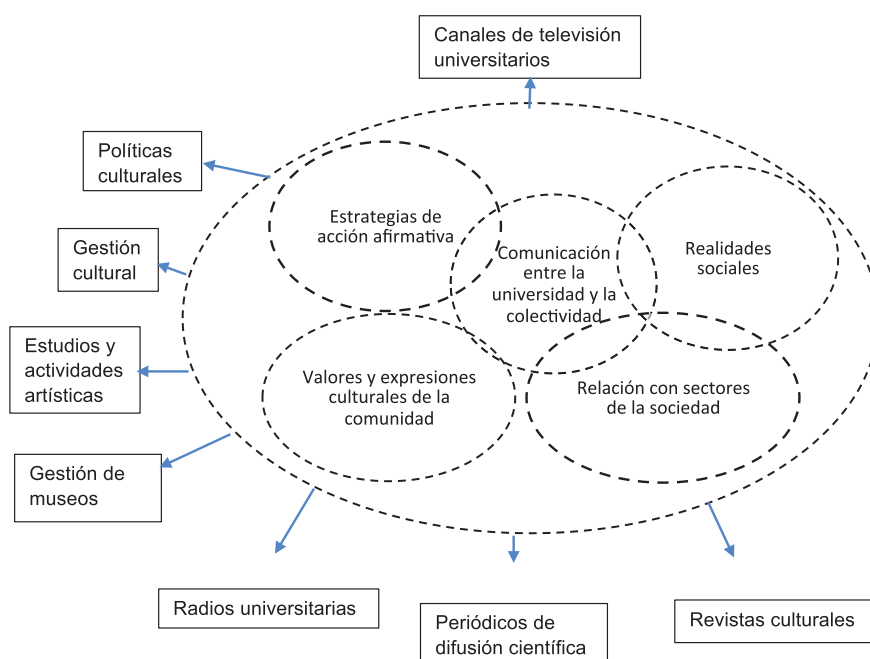 Canales de televisión
universitarios
Políticas
culturales
Estrategias de
acción afirmativa
Comunicación
entre la
universidad y la
colectividad
Realidades
sociales
Gestión
cultural
Estudios y
actividades
artísticas
Valores y expresiones
culturales de la
comunidad
Relación con sectores
de la sociedad
Gestión de
museos
Radios universitarias
Periódicos de
difusión científica
Revistas culturales